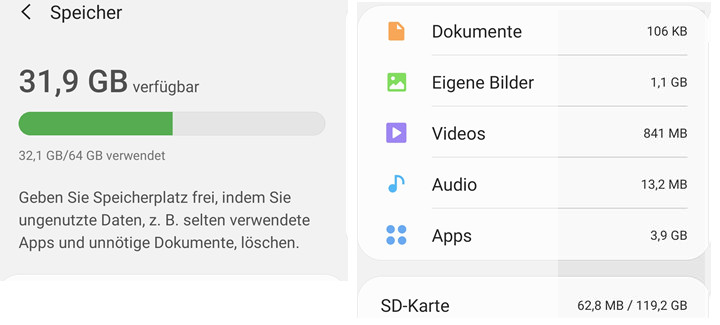 Speicher
31,9 GB verfügbar
32,1 GB/64 GB verwendet
Geben Sie Speicherplatz frei, indem Sie
ungenutzte Daten, z. B. selten verwendete
Apps und unnötige Dokumente, löschen.
Dokumente 106 KB
Eigene Bilder 1,1 GB
Videos 841 MB
Audio 13,2 MB
Apps 3,9 GB
SD-Karte 62,8 MB / 119,2 GB